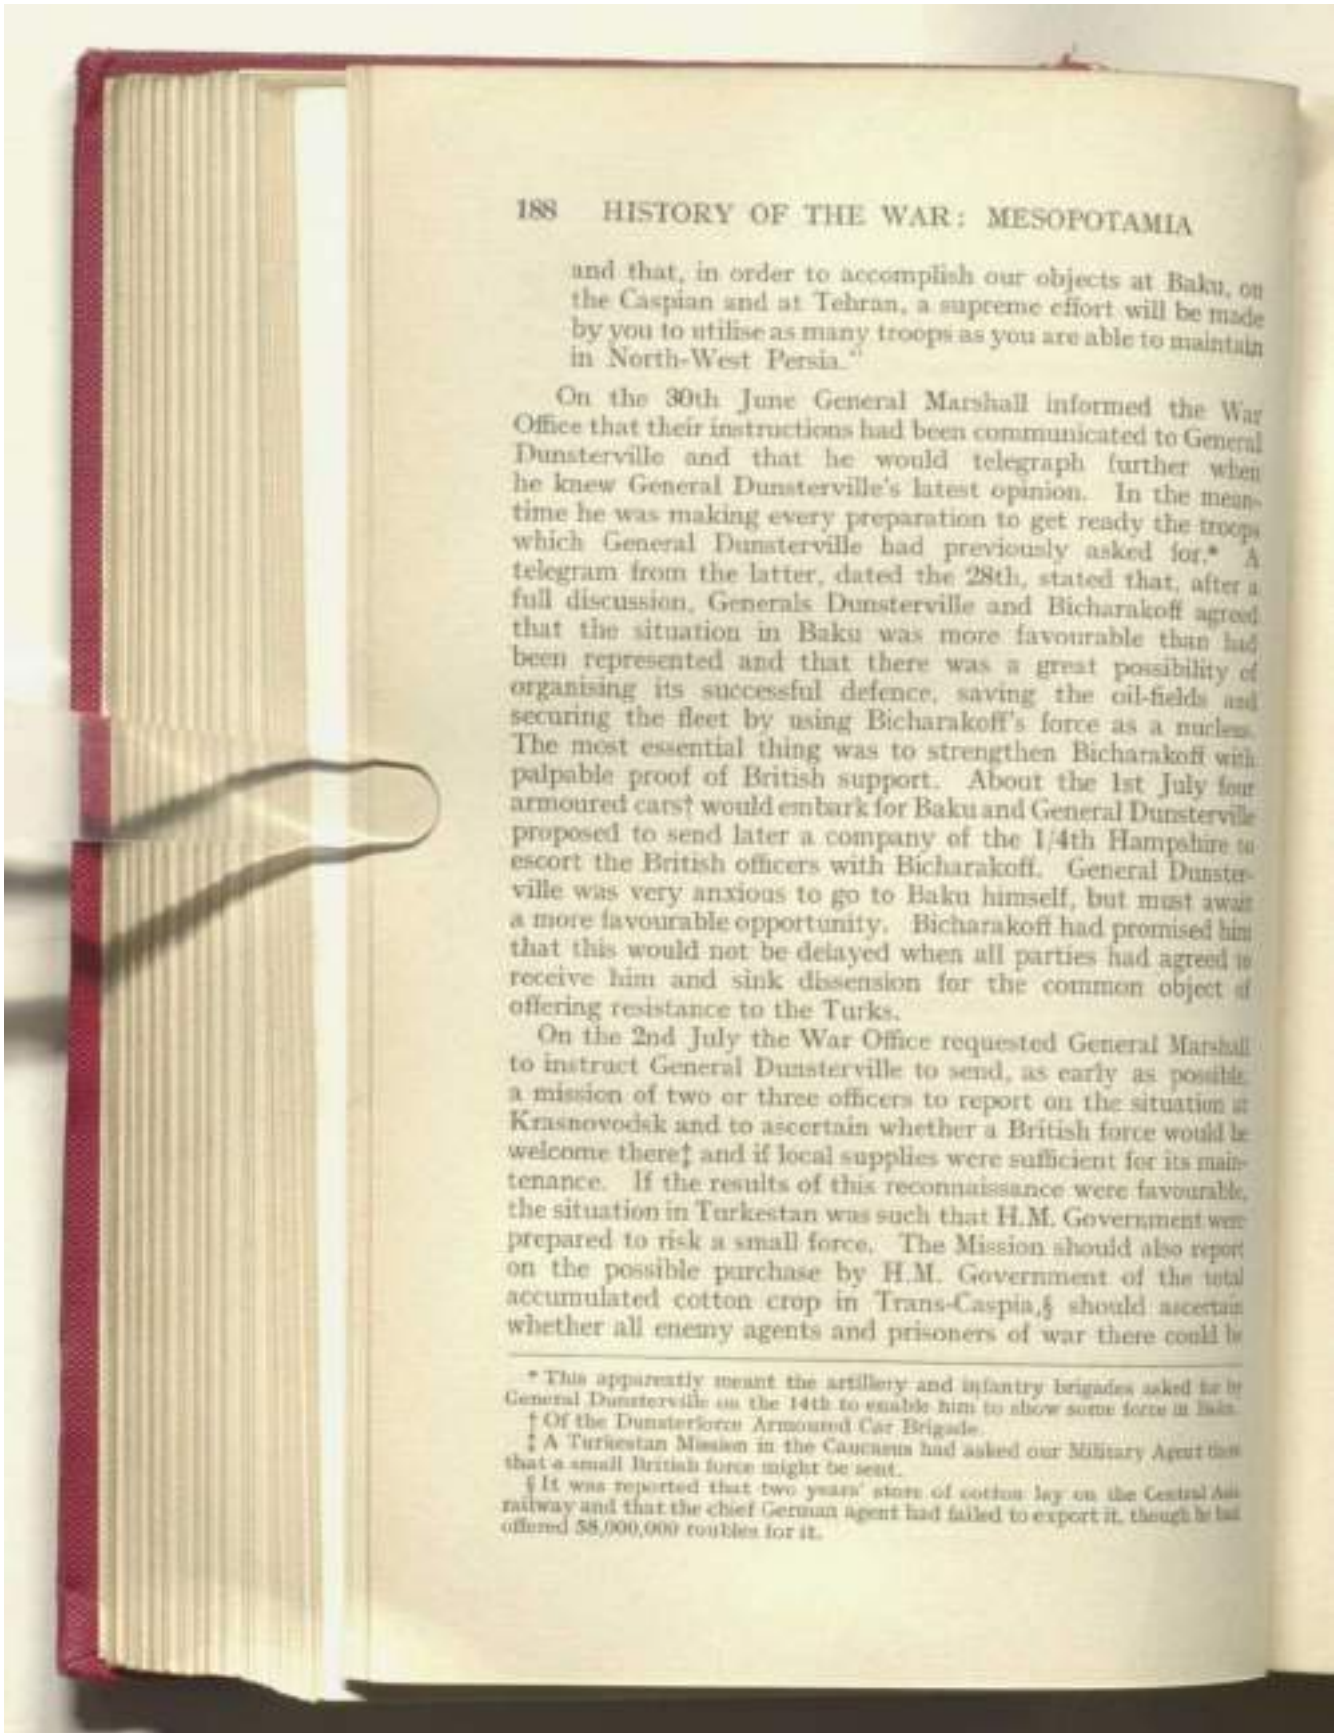 188 HISTORY OF THE WAR: MESOPOTAMIA
and that, in order to accomplish our objects at Baku, on
the Caspian and at Tehran, a supreme effort will be made
by you to utilise as many troops as you are able to maintain
in North-West Persia."
On the 30th June General Marshall informed the War
Office that their instructions had been communicated to General
Dunsterville and that he would telegraph further when
he knew General Dunsterville's latest opinion. In the mean-
time he was making every preparation to get ready the troops
which General Dunsterville had previously asked for.* A
telegram from the latter, dated the 28th, stated that, after a
full discussion, Generals Dunsterville and Bicharakoff agreed
that the situation in Baku was more favourable than had
been represented and that there was a great possibility of
organising its successful defence, saving the oil-fields and
securing the fleet by using Bicharakoff's force as a nucleus.
The most essential thing was to strengthen Bicharakoff with
palpable proof of British support. About the 1st July four
armoured cars† would embark for Baku and General Dunsterville
proposed to send later a company of the 1/4th Hampshire to
escort the British officers with Bicharakoff. General Dunster-
ville was very anxious to go to Baku himself, but must await
a more favourable opportunity. Bicharakoff had promised him
that this would not be delayed when all parties had agreed to
receive him and sink dissension for the common object of
offering resistance to the Turks.
On the 2nd July the War Office requested General Marshall
to instruct General Dunsterville to send, as early as possible,
a mission of two or three officers to report on the situation at
Krasnovodsk and to ascertain whether a British force would be
welcome there‡ and if local supplies were sufficient for its main-
tenance. If the results of this reconnaissance were favourable,
the situation in Turkestan was such that H.M. Government were
prepared to risk a small force. The Mission should also report
on the possible purchase by H.M. Government of the total
accumulated cotton crop in Trans-Caspia,§ should ascertain
whether all enemy agents and prisoners of war there could be
* This apparently meant the artillery and infantry brigades asked for by
General Dunsterville on the 14th to enable him to show some force at Baku.
† Of the Dunsterforce Armoured Car Brigade.
‡ A Turkestan Mission in the Caucasus had asked our Military Agent there
that a small British force might be sent.
§ It was reported that two years' store of cotton lay on the Central Asia
railway and that the chief German agent had failed to export it, though he had
offered 58,000,000 roubles for it.